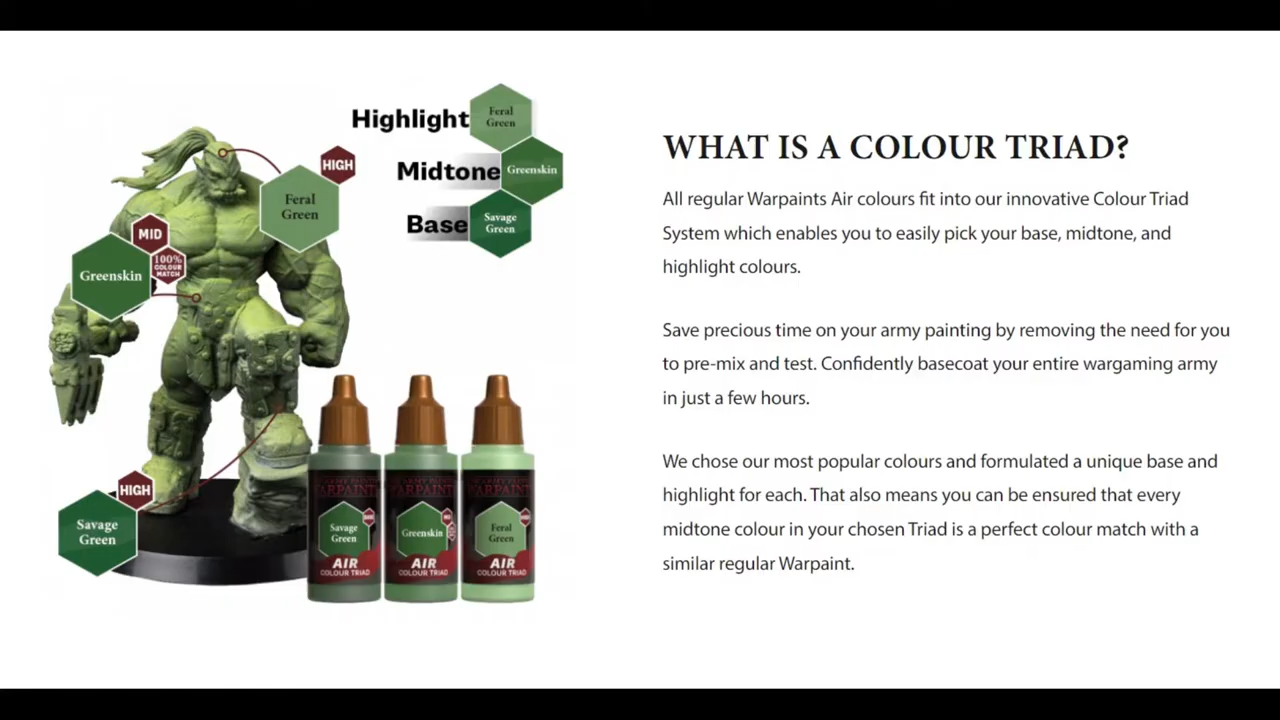 Highlight
Feral
Green
Midtone
Greenskin
Base
Savage
Green
HIGH
Feral
Green
MID
100%
COLOUR
MATCH
Greenskin
HIGH
Savage
Green
WARPAINTS
Savage
Green
AIR
COLOUR TRIAD
WARPAINTS
Greenskin
AIR
COLOUR TRIAD
WARPAINTS
Feral
Green
AIR
COLOUR TRIAD
WHAT IS A COLOUR TRIAD?
All regular Warpaints Air colours fit into our innovative Colour Triad
System which enables you to easily pick your base, midtone, and
highlight colours.
Save precious time on your army painting by removing the need for you
to pre-mix and test. Confidently basecoat your entire wargaming army
in just a few hours.
We chose our most popular colours and formulated a unique base and
highlight for each. That also means you can be ensured that every
midtone colour in your chosen Triad is a perfect colour match with a
similar regular Warpaint.